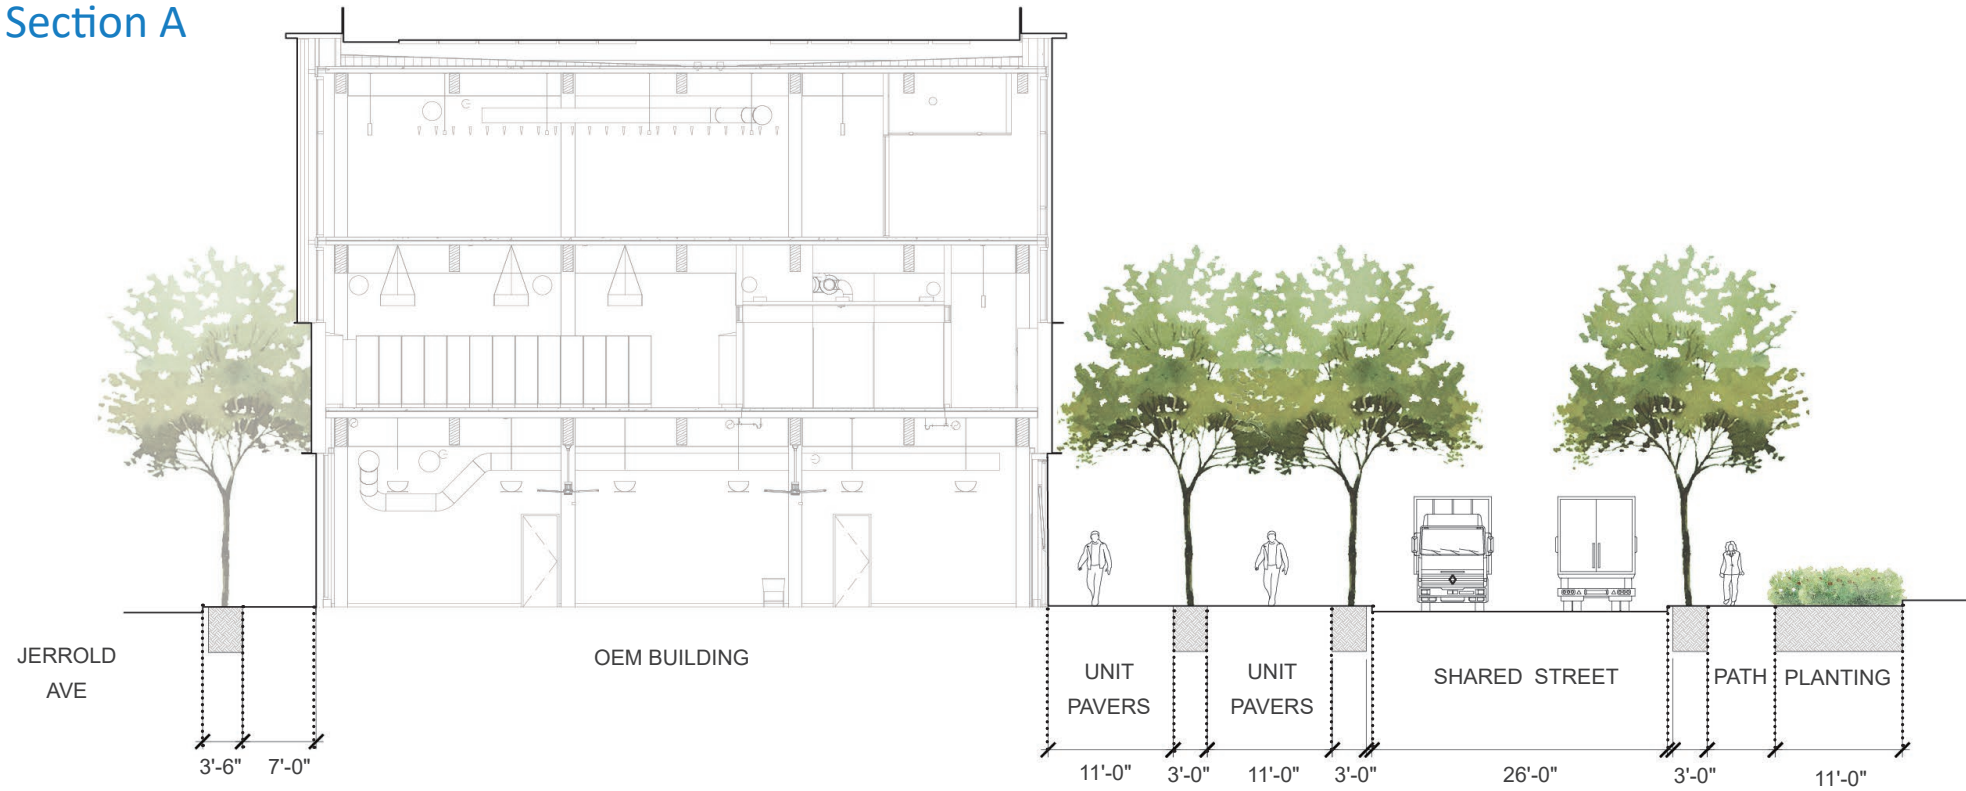 Section A
JERROLD
AVE
OEM BUILDING
UNIT
PAVERS
UNIT
PAVERS
SHARED STREET
PATH
PLANTING
3'-6"
7'-0"
11'-0"
3'-0"
11'-0"
3'-0"
26'-0"
3'-0"
11'-0"